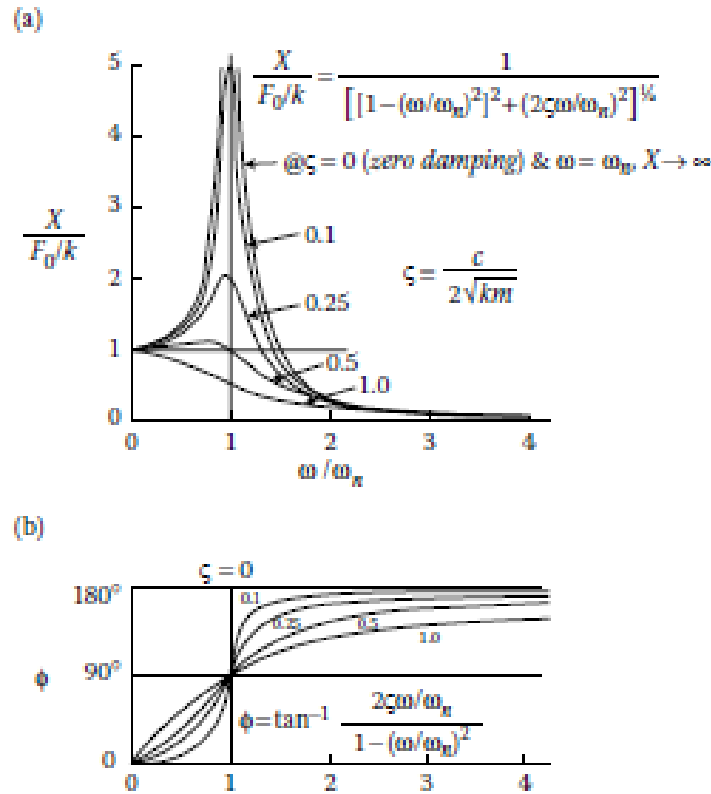 (a)
5
4
3
2
1
0
X/(F₀/k)
X/(F₀/k) = 1/[[1−(ω/ωₙ)²]²+(2ςω/ωₙ)²]^½
@ς = 0 (zero damping) & ω = ωₙ, X → ∞
0.1
ς = c/(2√km)
0.25
0.5
1.0
0 1 2 3 4
ω/ωₙ
(b)
ς = 0
180°
0.1
0.25
0.5
1.0
ϕ
90°
ϕ = tan⁻¹ (2ςω/ωₙ)/(1−(ω/ωₙ)²)
0
0 1 2 3 4